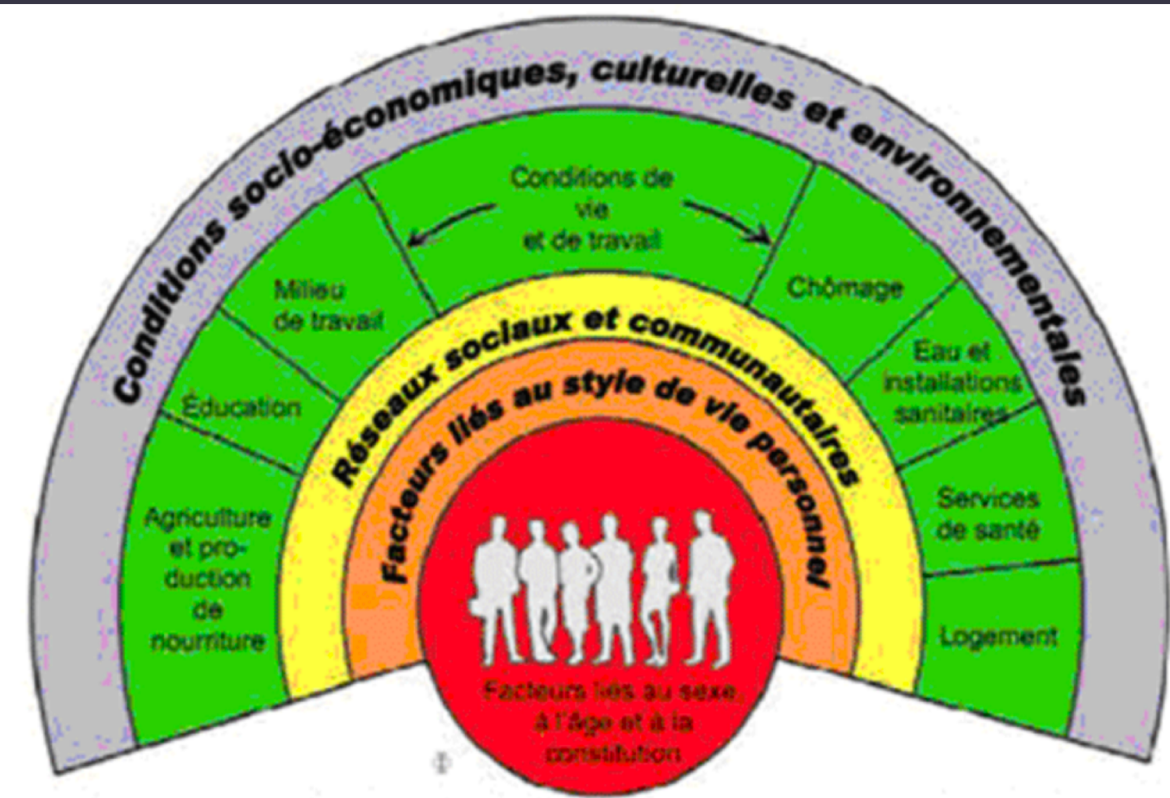 Conditions socio-économiques, culturelles et environnementales
Conditions de
vie
et de travail
Milieu
de travail
Chômage
Éducation
Eau et
installations
sanitaires
Agriculture
et pro-
duction
de
nourriture
Services
de santé
Logement
Réseaux sociaux et communautaires
Facteurs liés au style de vie personnel
Facteurs liés au sexe,
à l'âge et à la
constitution